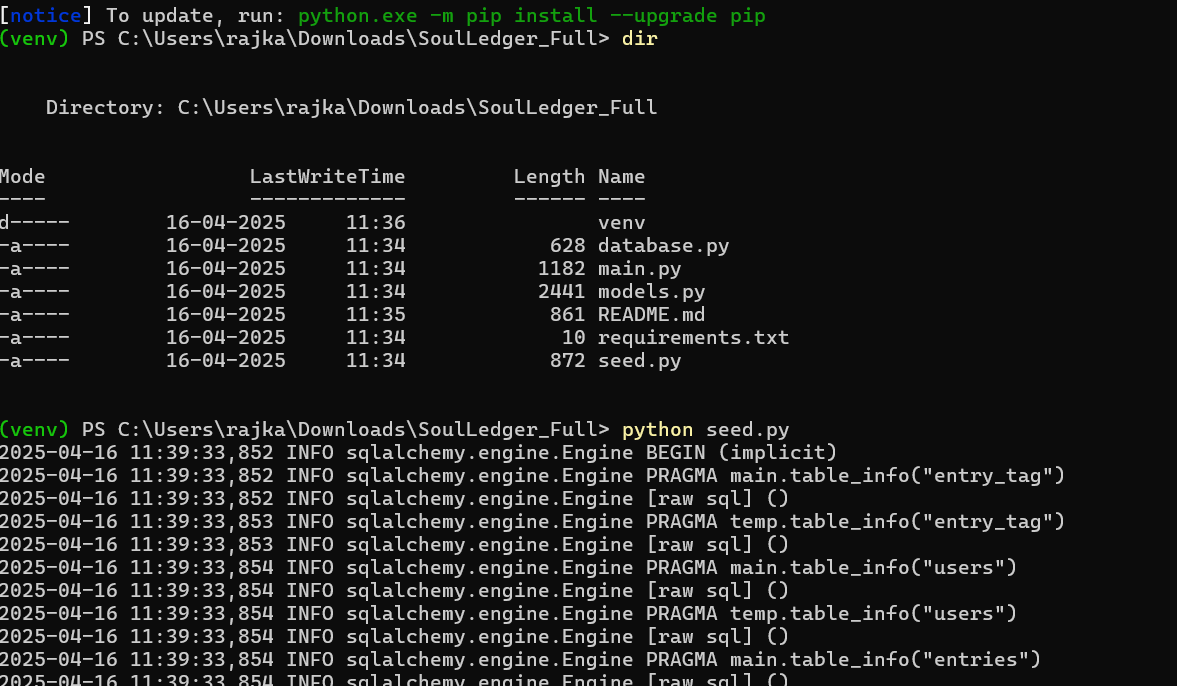 [notice] To update, run: python.exe -m pip install --upgrade pip
(venv) PS C:\Users\rajka\Downloads\SoulLedger_Full> dir
Directory: C:\Users\rajka\Downloads\SoulLedger_Full
Mode LastWriteTime Length Name
---- ------------- ------ ----
d----- 16-04-2025 11:36 venv
-a---- 16-04-2025 11:34 628 database.py
-a---- 16-04-2025 11:34 1182 main.py
-a---- 16-04-2025 11:34 2441 models.py
-a---- 16-04-2025 11:35 861 README.md
-a---- 16-04-2025 11:34 10 requirements.txt
-a---- 16-04-2025 11:34 872 seed.py
(venv) PS C:\Users\rajka\Downloads\SoulLedger_Full> python seed.py
2025-04-16 11:39:33,852 INFO sqlalchemy.engine.Engine BEGIN (implicit)
2025-04-16 11:39:33,852 INFO sqlalchemy.engine.Engine PRAGMA main.table_info("entry_tag")
2025-04-16 11:39:33,852 INFO sqlalchemy.engine.Engine [raw sql] ()
2025-04-16 11:39:33,853 INFO sqlalchemy.engine.Engine PRAGMA temp.table_info("entry_tag")
2025-04-16 11:39:33,853 INFO sqlalchemy.engine.Engine [raw sql] ()
2025-04-16 11:39:33,854 INFO sqlalchemy.engine.Engine PRAGMA main.table_info("users")
2025-04-16 11:39:33,854 INFO sqlalchemy.engine.Engine [raw sql] ()
2025-04-16 11:39:33,854 INFO sqlalchemy.engine.Engine PRAGMA temp.table_info("users")
2025-04-16 11:39:33,854 INFO sqlalchemy.engine.Engine [raw sql] ()
2025-04-16 11:39:33,854 INFO sqlalchemy.engine.Engine PRAGMA main.table_info("entries")
2025-04-16 11:39:33,854 INFO sqlalchemy.engine.Engine [raw sql] ()